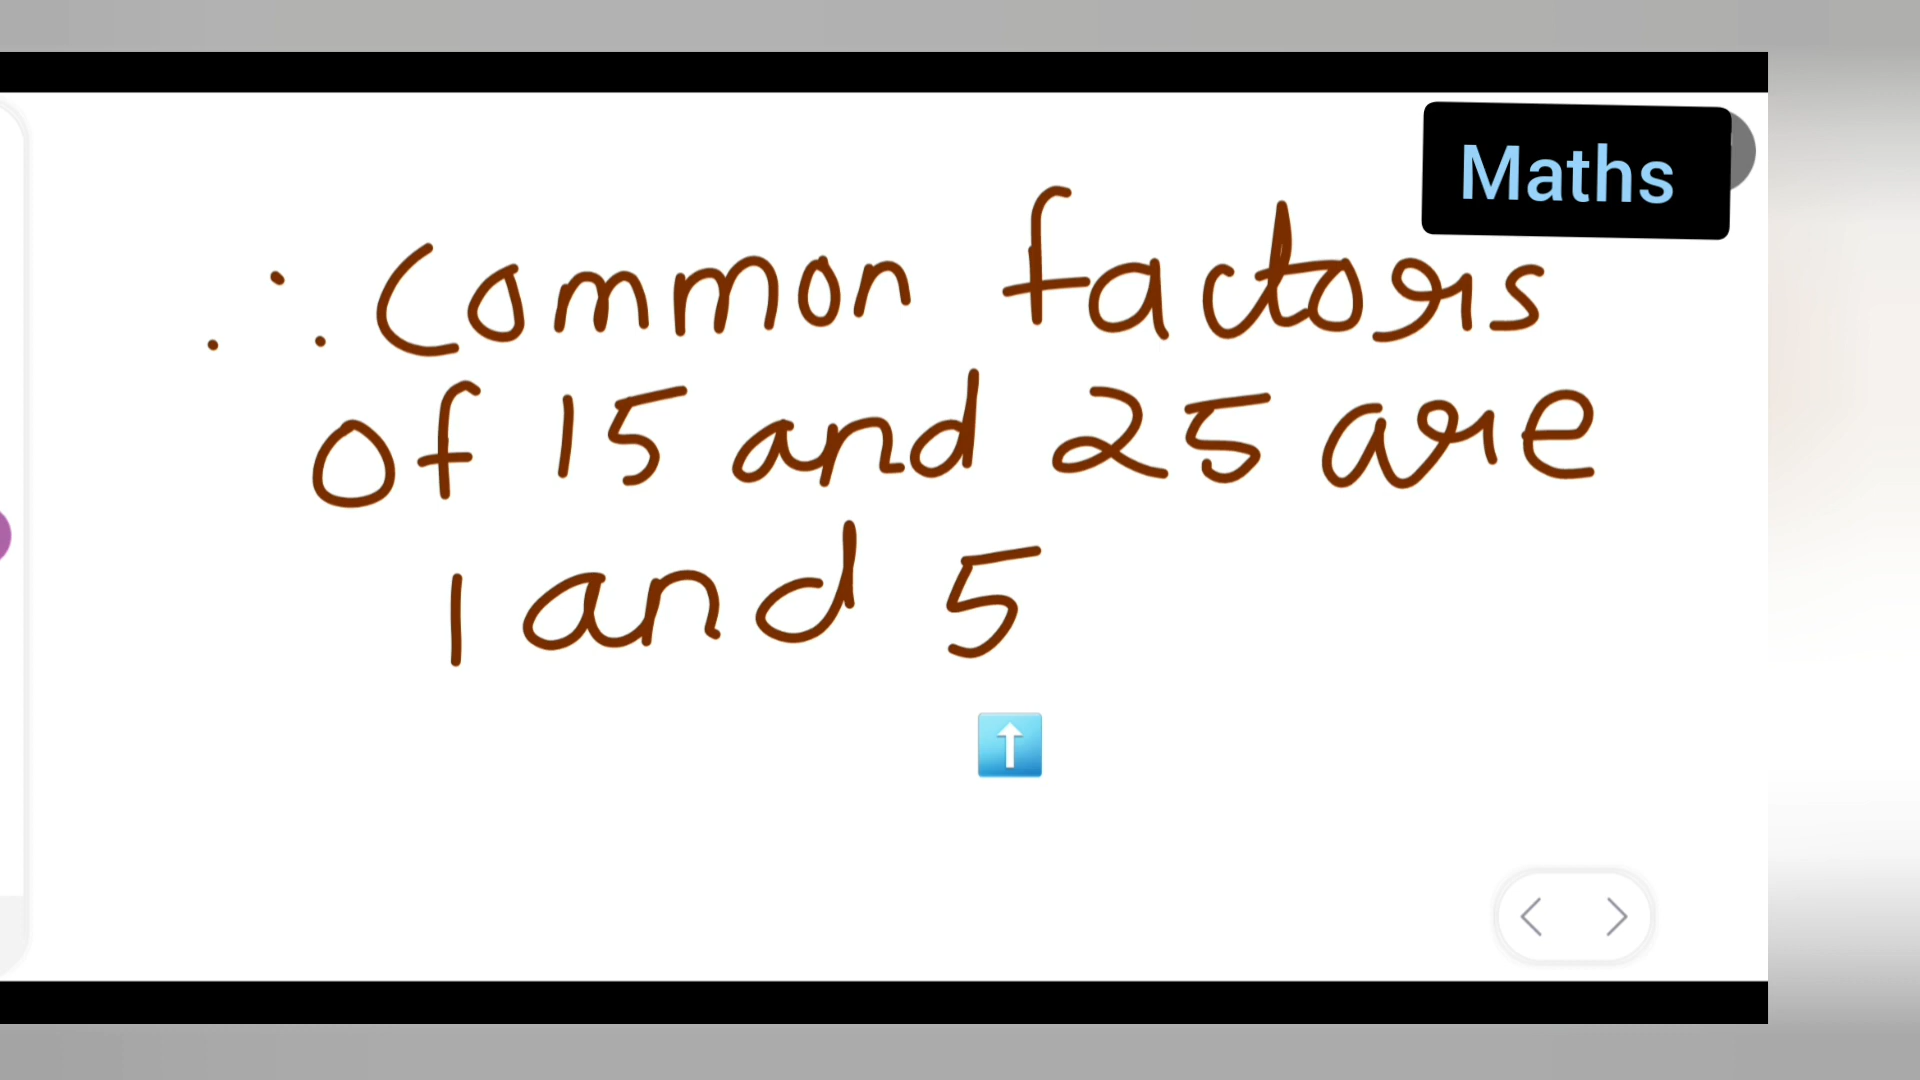 Maths
∴ Common factors
of 15 and 25 are
1 and 5